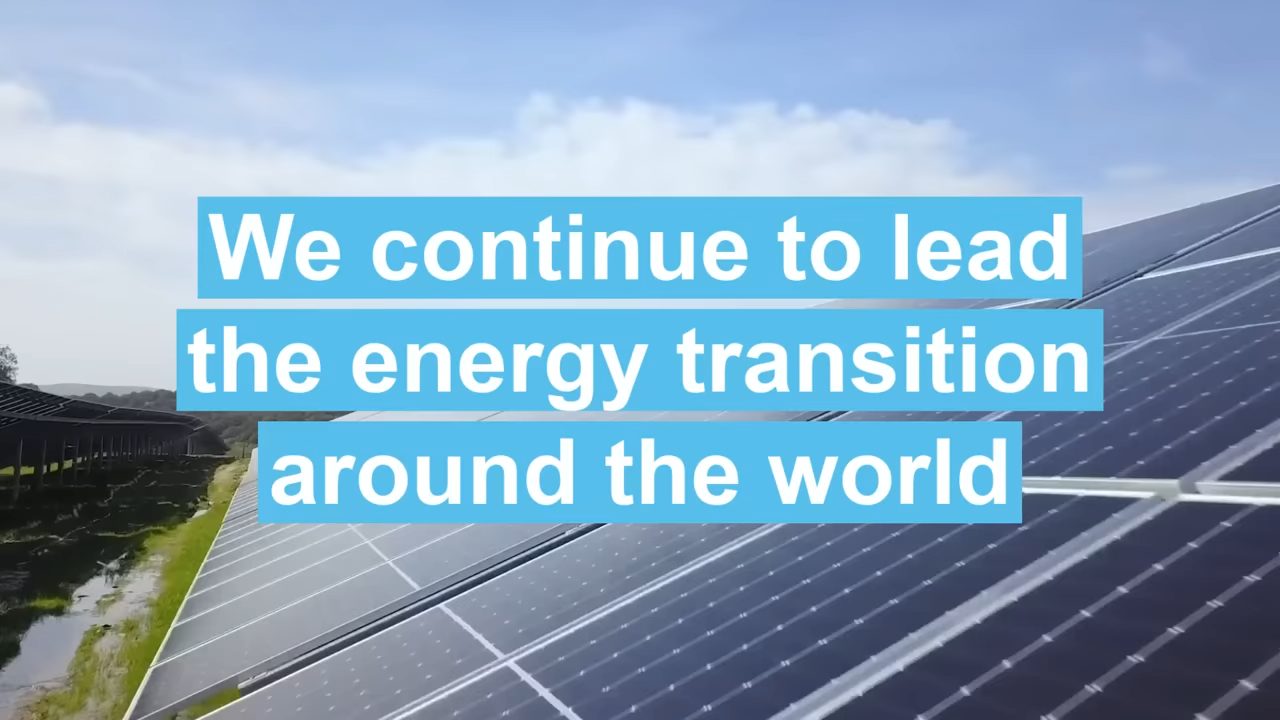 We continue to lead
the energy transition
around the world